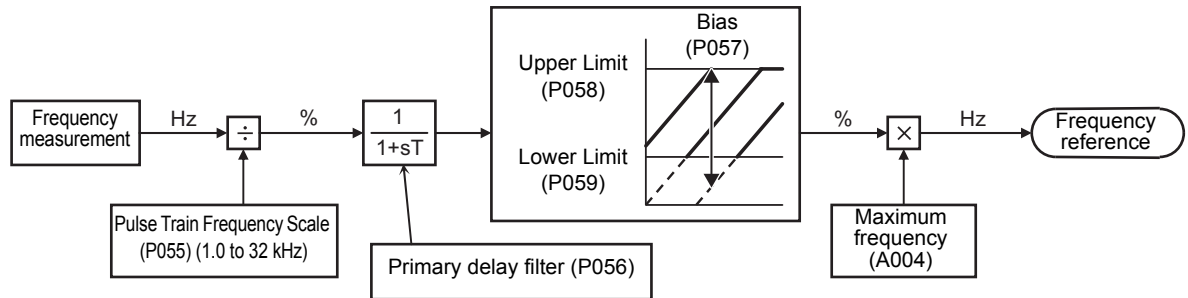 Frequency
measurement
Hz
÷
%
1
1+sT
Bias
(P057)
Upper Limit
(P058)
Lower Limit
(P059)
%
×
Hz
Frequency
reference
Pulse Train Frequency Scale
(P055) (1.0 to 32 kHz)
Primary delay filter (P056)
Maximum
frequency
(A004)